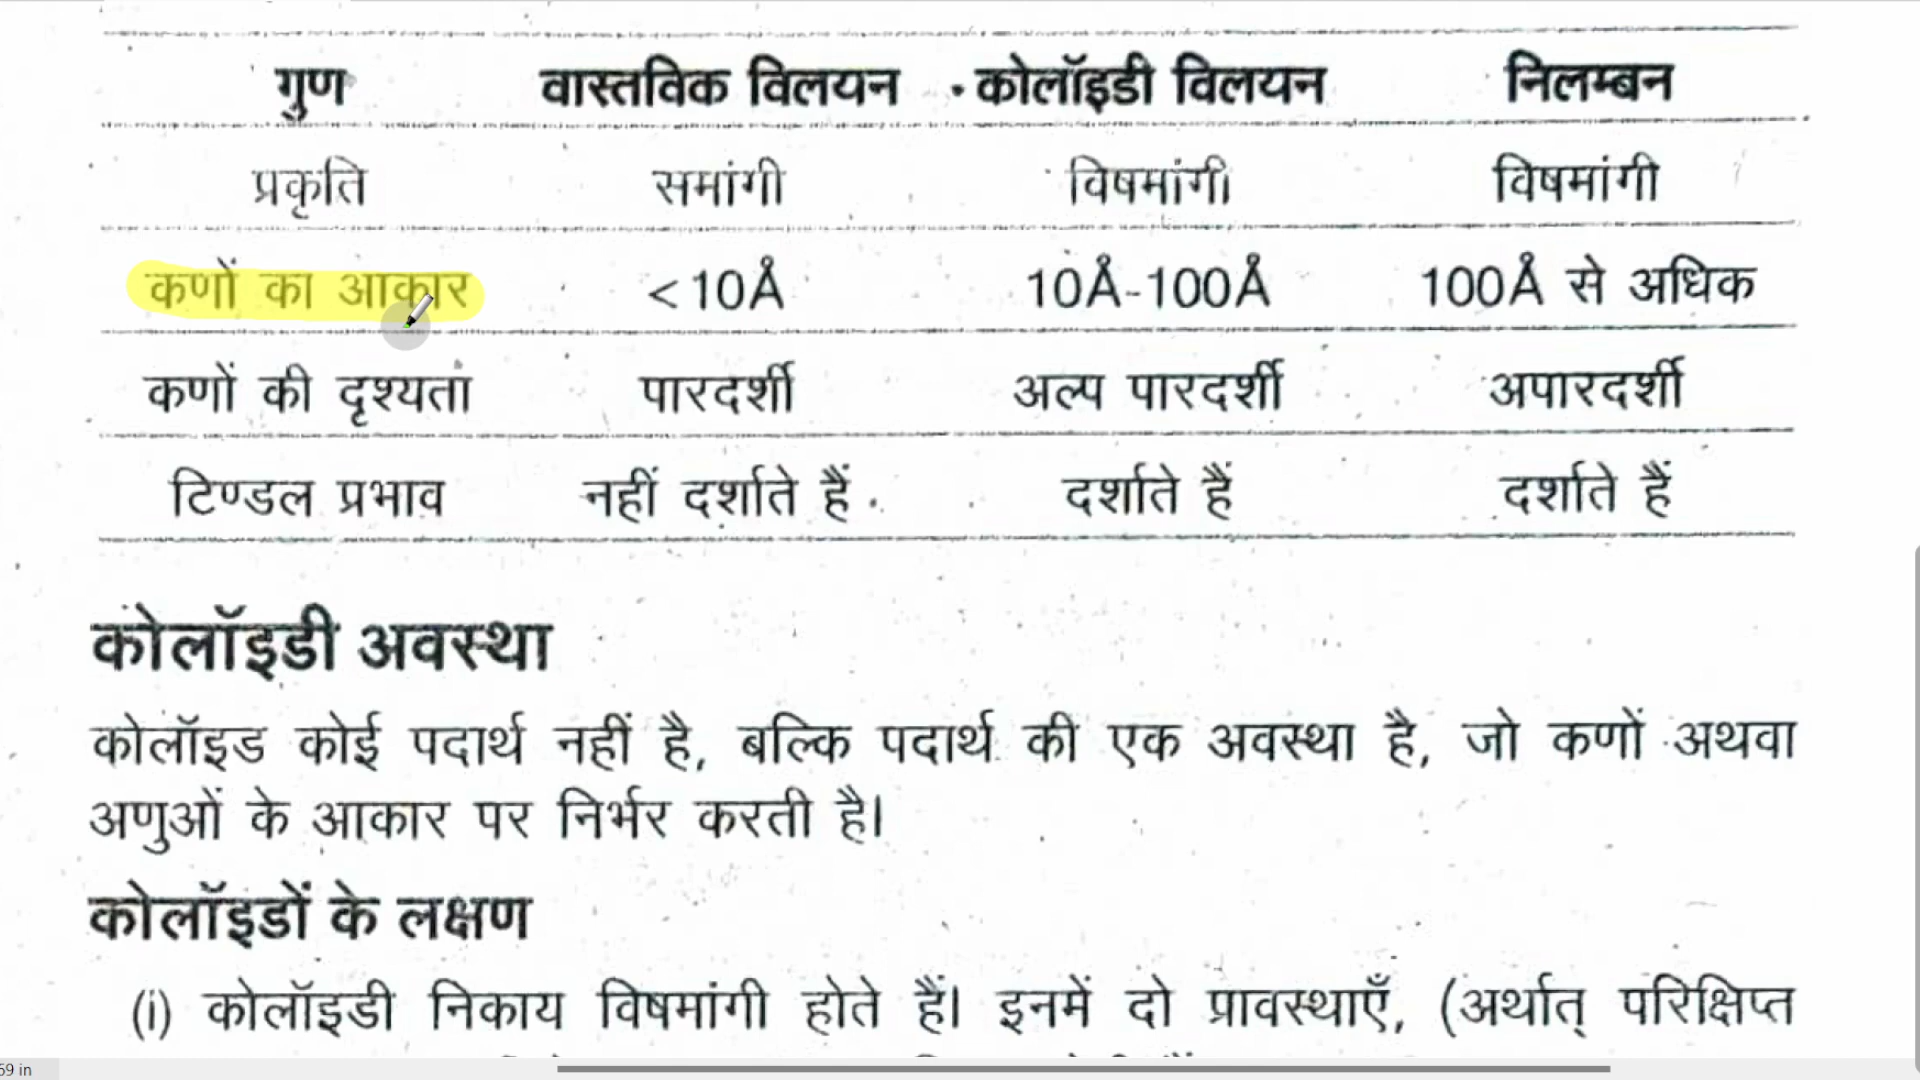 गुण वास्तविक विलयन कोलॉइडी विलयन निलम्बन
प्रकृति समांगी विषमांगी विषमांगी
कणों का आकार <10Å 10Å-100Å 100Å से अधिक
कणों की दृश्यता पारदर्शी अल्प पारदर्शी अपारदर्शी
टिण्डल प्रभाव नहीं दर्शाते हैं दर्शाते हैं दर्शाते हैं
कोलॉइडी अवस्था
कोलॉइड कोई पदार्थ नहीं है, बल्कि पदार्थ की एक अवस्था है, जो कणों अथवा
अणुओं के आकार पर निर्भर करती है।
कोलॉइडों के लक्षण
(i) कोलॉइडी निकाय विषमांगी होते हैं। इनमें दो प्रावस्थाएँ, (अर्थात् परिक्षिप्त
59 in